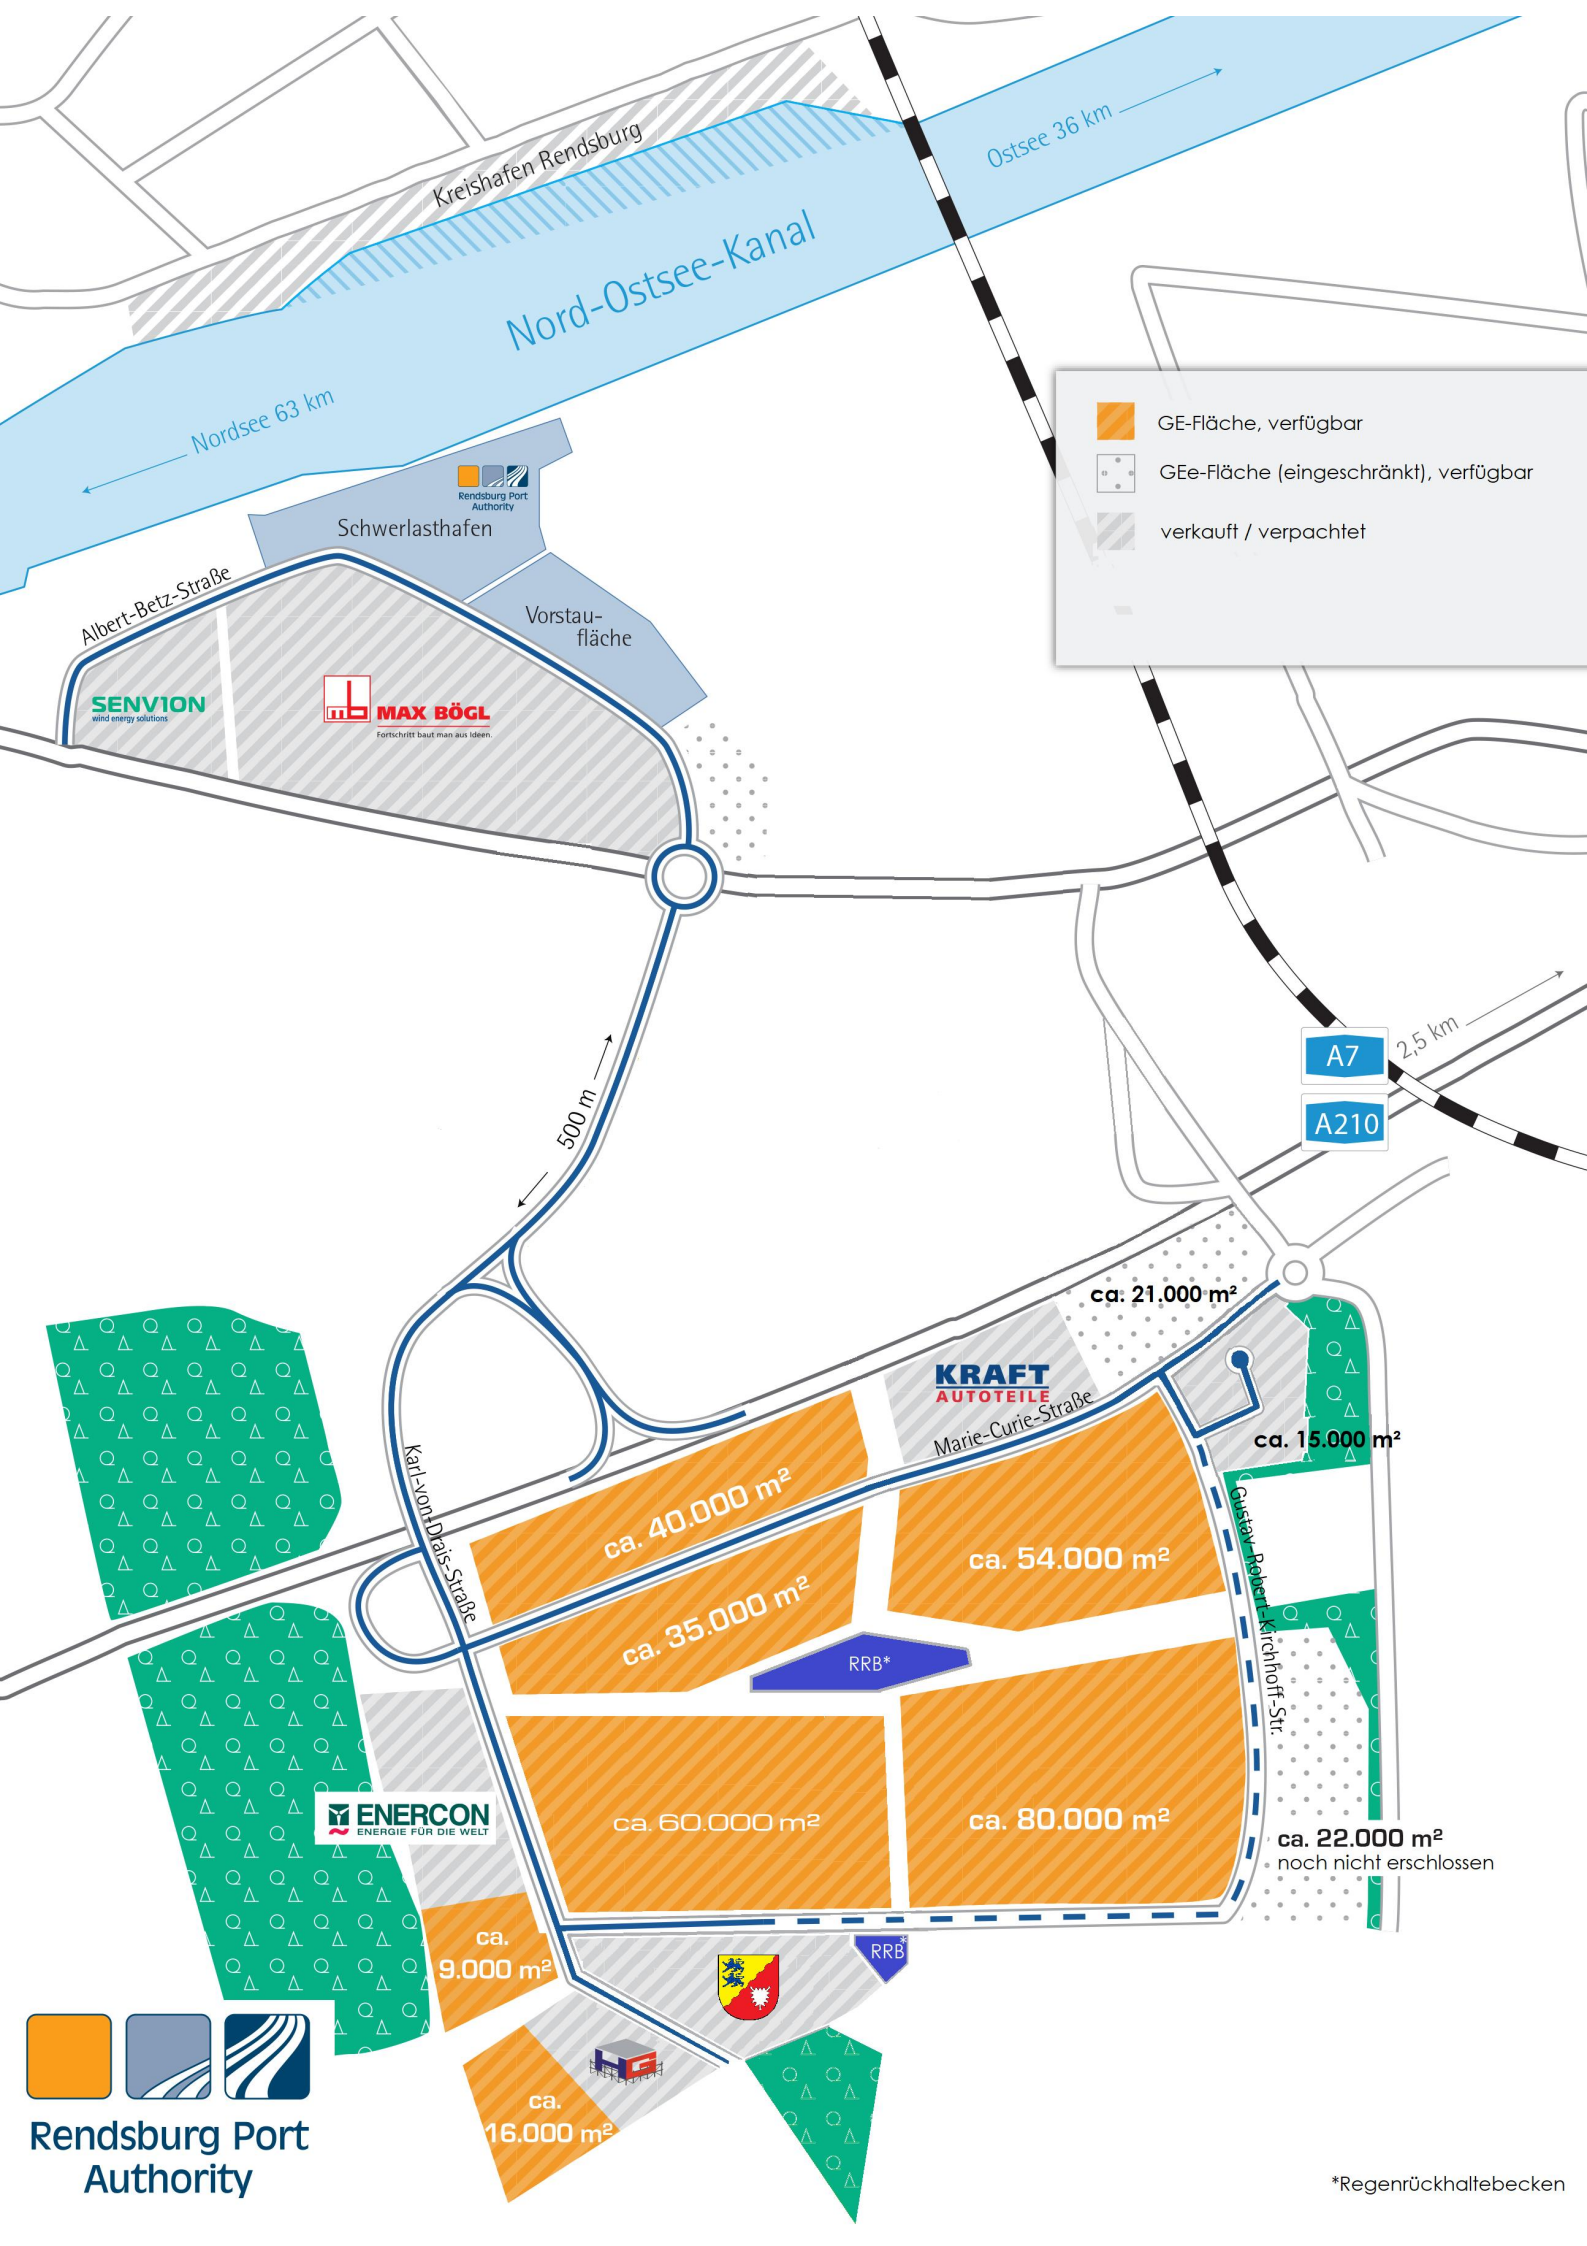 Kreishafen Rendsburg
Ostsee 36 km
Nord-Ostsee-Kanal
Nordsee 63 km
GE-Fläche, verfügbar
GEe-Fläche (eingeschränkt), verfügbar
verkauft / verpachtet
Rendsburg Port
Authority
Schwerlasthafen
Albert-Betz-Straße
Vorstau-
fläche
SENVION
wind energy solutions
mb MAX BÖGL
Fortschritt baut man aus Ideen.
500 m
A7
2,5 km
A210
ca. 21.000 m²
KRAFT
AUTOTEILE
Marie-Curie-Straße
ca. 15.000 m²
Karl-von-Drais-Straße
ca. 40.000 m²
Gustav-Robert-Kirchhoff-Str.
ca. 54.000 m²
ca. 35.000 m²
RRB*
ENERCON
ENERGIE FÜR DIE WELT
ca. 60.000 m²
ca. 80.000 m²
ca. 22.000 m²
noch nicht erschlossen
ca.
9.000 m²
RRB*
HG
ca.
16.000 m²
Rendsburg Port
Authority
*Regenrückhaltebecken